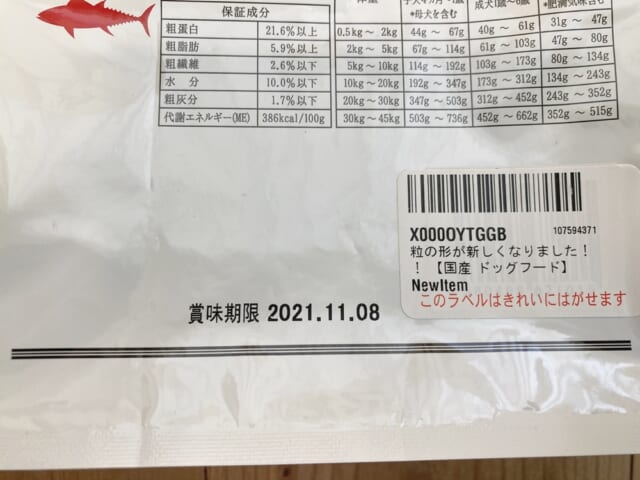 保証成分
粗蛋白 21.6%以上
粗脂肪 5.9%以上
粗繊維 2.6%以下
水 分 10.0%以下
粗灰分 1.7%以下
代謝エネルギー(ME) 386kcal/100g
*母犬を含む
0.5kg～2kg 44g～67g 40g～61g 31g～47g
2kg～5kg 67g～114g 61g～103g 47g～80g
5kg～10kg 114g～192g 103g～173g 80g～134g
10kg～20kg 192g～347g 173g～312g 134g～243g
20kg～30kg 347g～503g 312g～452g 243g～352g
30kg～45kg 503g～736g 452g～662g 352g～515g
X000OYTGGB 107594371
粒の形が新しくなりました！
！ 【国産 ドッグフード】
NewItem
このラベルはきれいにはがせます
賞味期限 2021.11.08